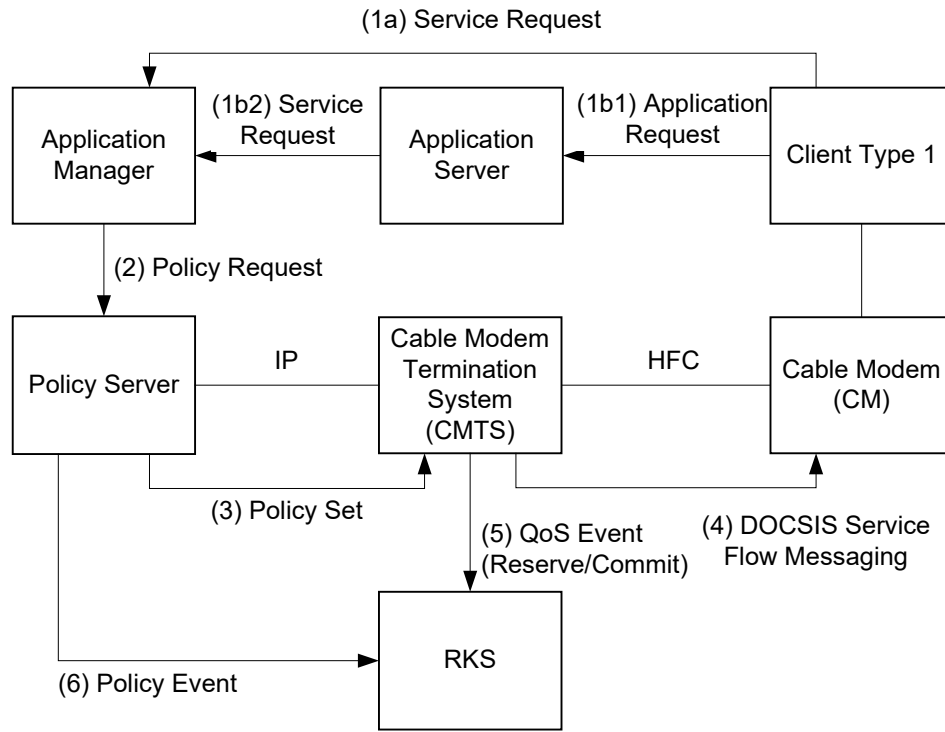 (1a) Service Request
Application
Manager
(1b2) Service
Request
Application
Server
(1b1) Application
Request
Client Type 1
(2) Policy Request
Policy Server
IP
Cable Modem
Termination
System
(CMTS)
HFC
Cable Modem
(CM)
(3) Policy Set
(5) QoS Event
(Reserve/Commit)
(4) DOCSIS Service
Flow Messaging
RKS
(6) Policy Event